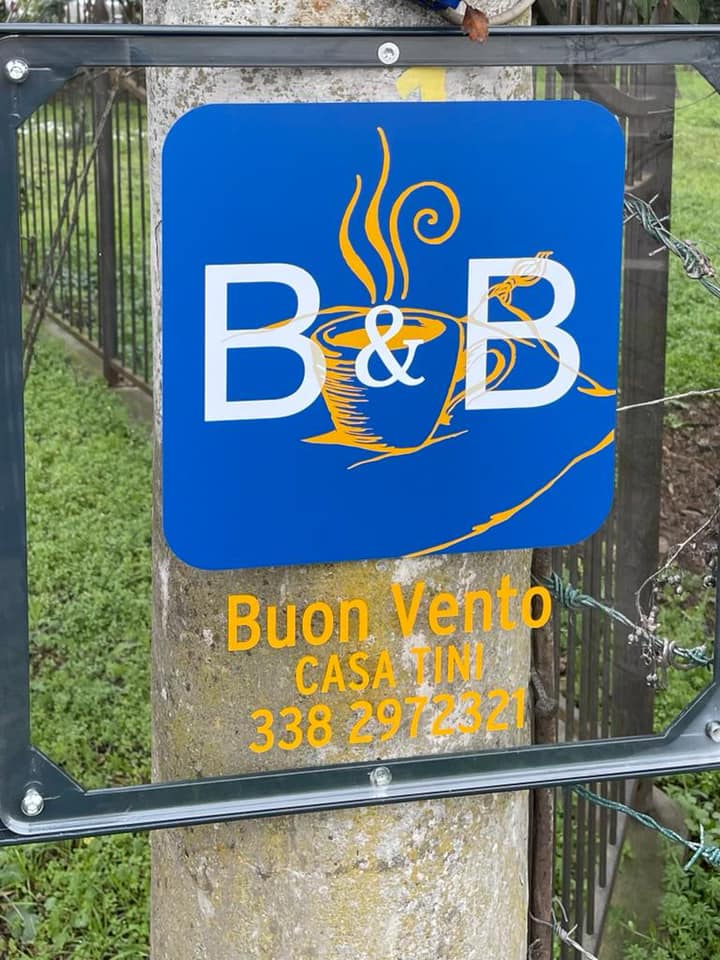 B&B
Buon Vento
CASA TINI
338 2972321